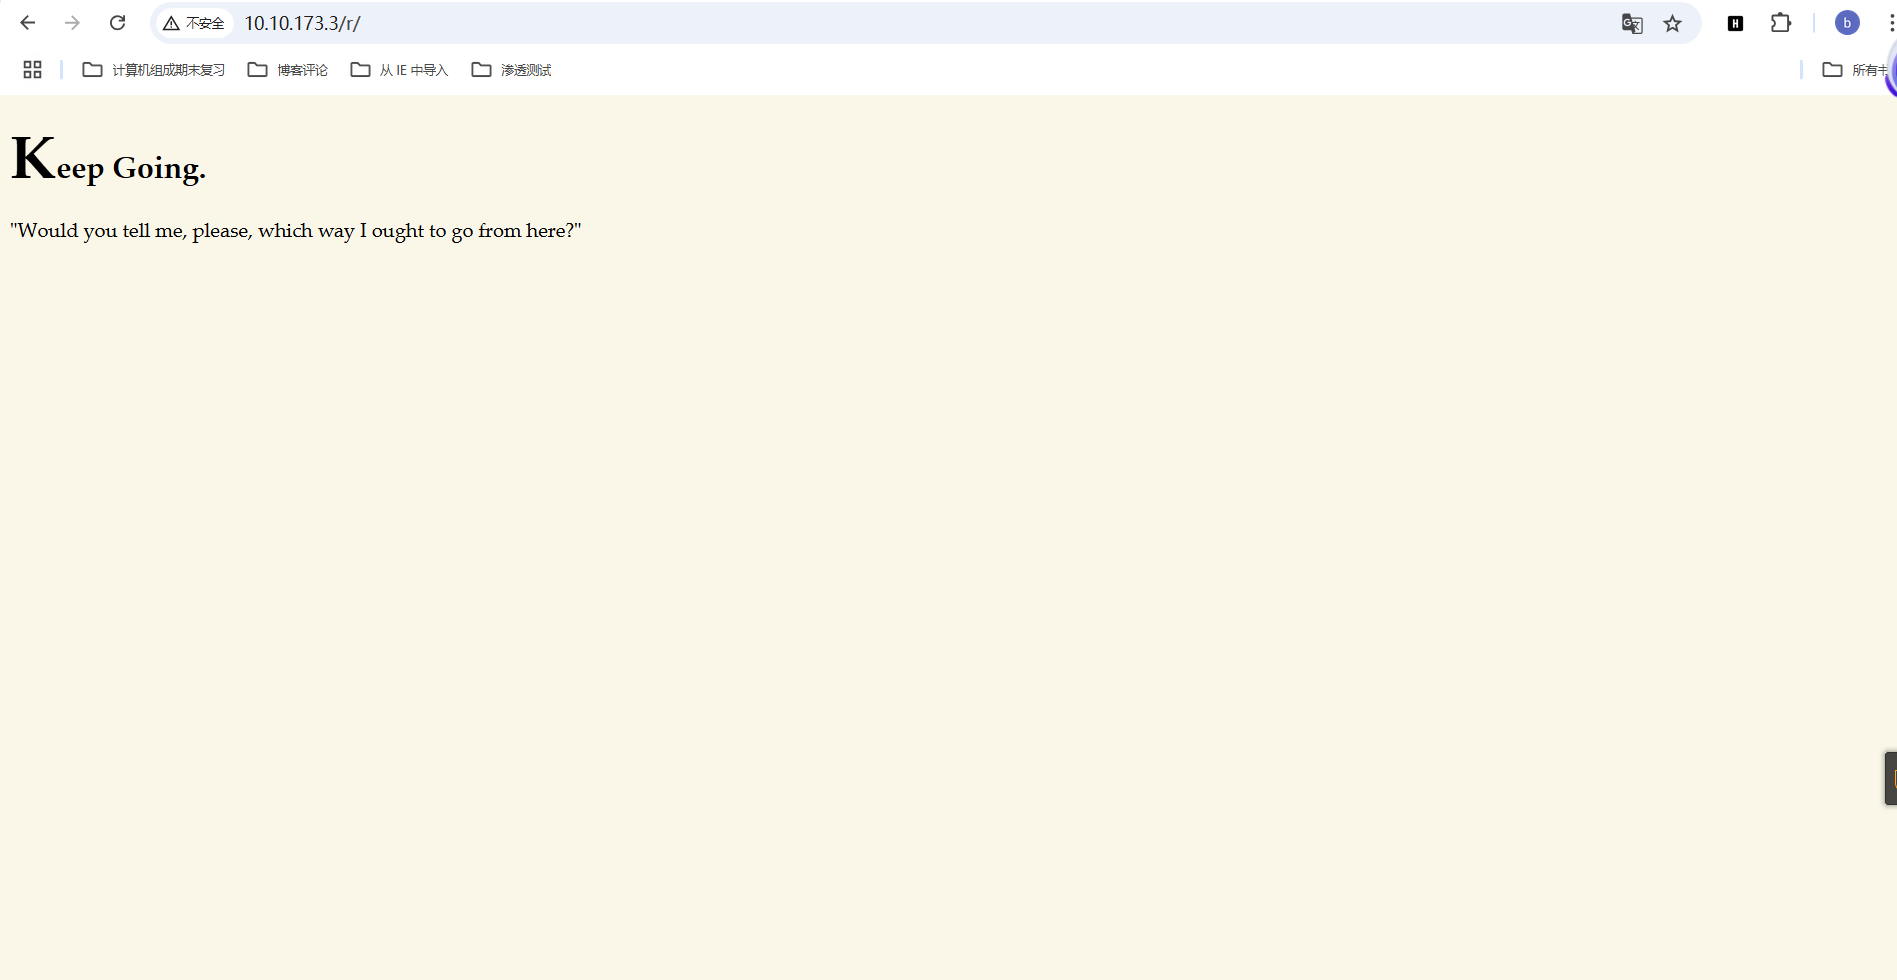 不安全 10.10.173.3/r/
b
计算机组成期末复习 博客评论 从 IE 中导入 渗透测试 所有
Keep Going.
"Would you tell me, please, which way I ought to go from here?"